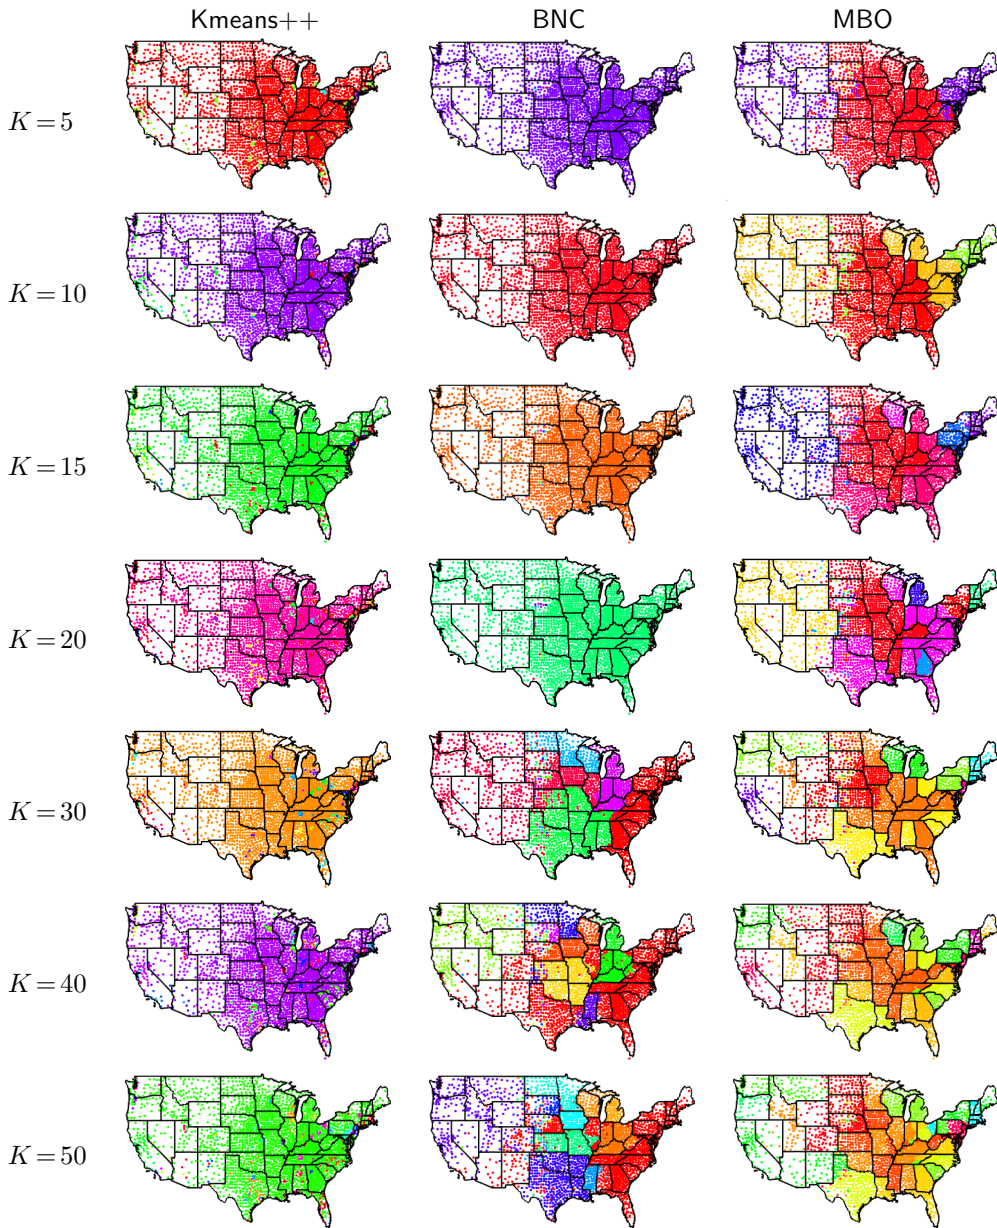 Kmeans++ BNC MBO
K = 5
K = 10
K = 15
K = 20
K = 30
K = 40
K = 50